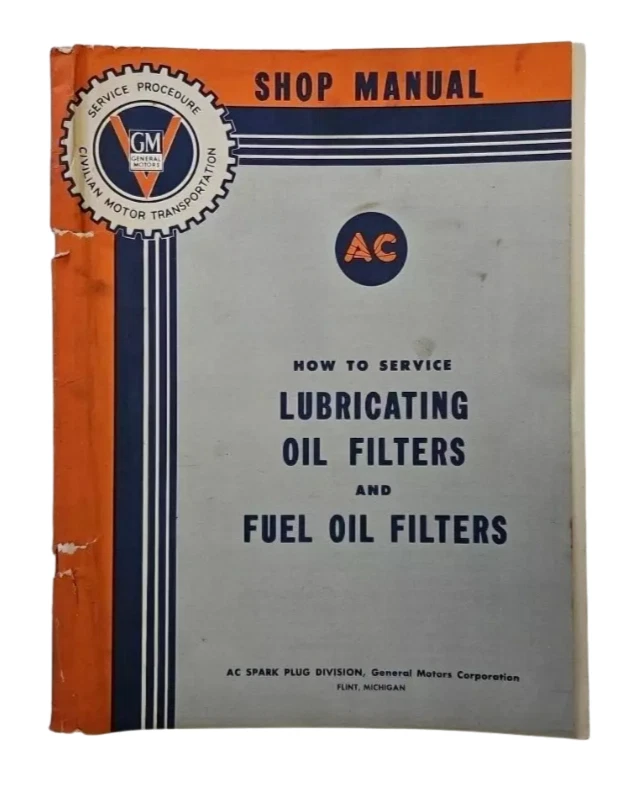 SHOP MANUAL
SERVICE PROCEDURE
GM
GENERAL
MOTORS
V
CIVILIAN MOTOR TRANSPORTATION
AC
HOW TO SERVICE
LUBRICATING
OIL FILTERS
AND
FUEL OIL FILTERS
AC SPARK PLUG DIVISION, General Motors Corporation
FLINT, MICHIGAN